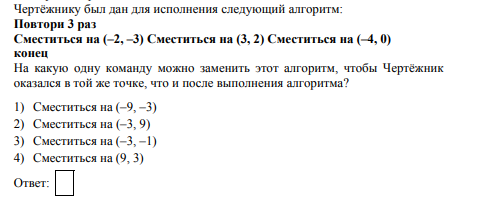 Чертёжнику был дан для исполнения следующий алгоритм:
Повтори 3 раз
Сместиться на (–2, –3) Сместиться на (3, 2) Сместиться на (–4, 0)
конец
На какую одну команду можно заменить этот алгоритм, чтобы Чертёжник
оказался в той же точке, что и после выполнения алгоритма?
1) Сместиться на (–9, –3)
2) Сместиться на (–3, 9)
3) Сместиться на (–3, –1)
4) Сместиться на (9, 3)
Ответ: